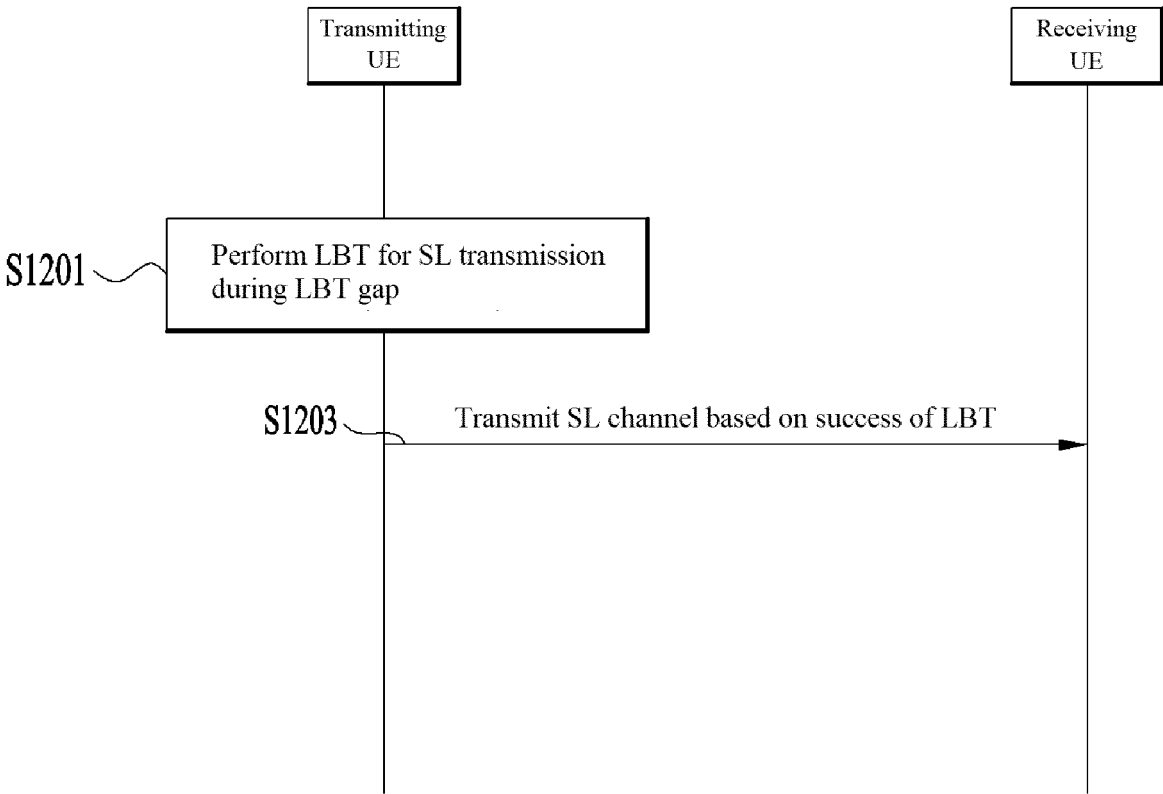 Transmitting
UE
Receiving
UE
S1201
Perform LBT for SL transmission
during LBT gap
S1203
Transmit SL channel based on success of LBT